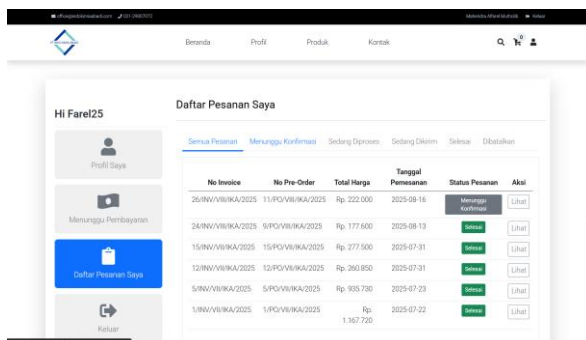 021-29857972
Keluar
Beranda Profil Produk Kontak
0
Hi Farel25
Profil Saya
Menunggu Pembayaran
Daftar Pesanan Saya
Keluar
Daftar Pesanan Saya
Semua Pesanan Menunggu Konfirmasi Sedang Diproses Sedang Dikirim Selesai Dibatalkan
No Invoice No Pre-Order Total Harga Tanggal Pemesanan Status Pesanan Aksi
26/INV/VIII/IKA/2025 11/PO/VIII/IKA/2025 Rp. 222.000 2025-08-16 Menunggu Konfirmasi Lihat
24/INV/VIII/IKA/2025 9/PO/VIII/IKA/2025 Rp. 177.600 2025-08-13 Selesai Lihat
15/INV/VII/IKA/2025 15/PO/VII/IKA/2025 Rp. 277.500 2025-07-31 Selesai Lihat
12/INV/VII/IKA/2025 12/PO/VII/IKA/2025 Rp. 260.850 2025-07-31 Selesai Lihat
5/INV/VII/IKA/2025 5/PO/VII/IKA/2025 Rp. 935.730 2025-07-23 Selesai Lihat
1/INV/VII/IKA/2025 1/PO/VII/IKA/2025 Rp. 1.167.720 2025-07-22 Selesai Lihat